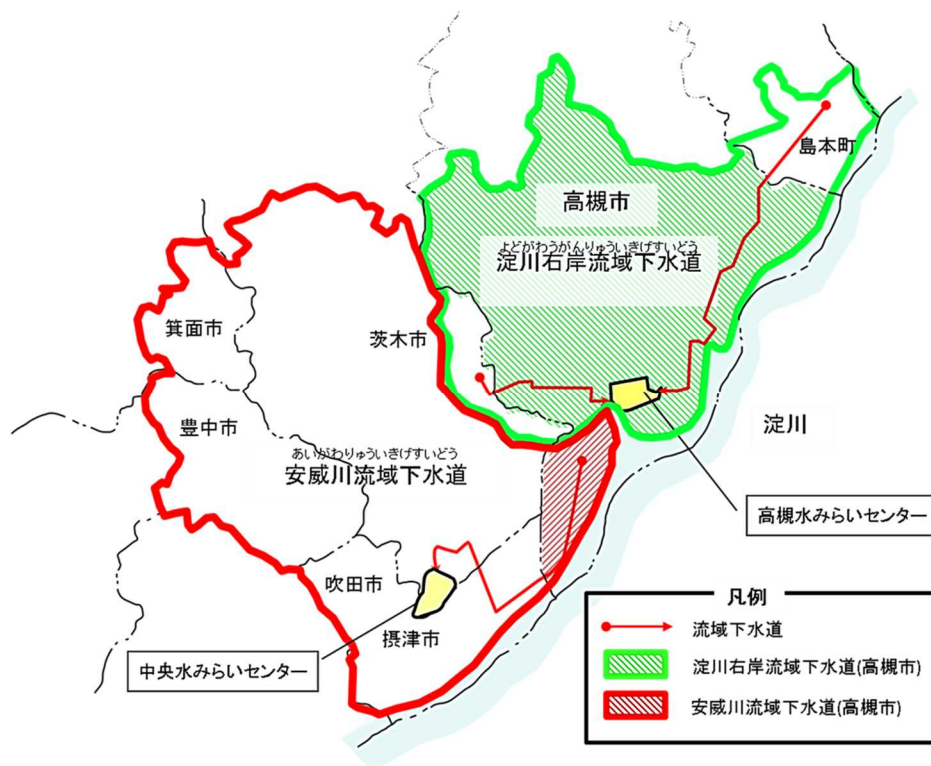 島本町
高槻市
よどがわうがんりゅういきげすいどう
淀川右岸流域下水道
箕面市
茨木市
豊中市
淀川
あいがわりゅういきげすいどう
安威川流域下水道
高槻水みらいセンター
吹田市
摂津市
中央水みらいセンター
凡例
流域下水道
淀川右岸流域下水道(高槻市)
安威川流域下水道(高槻市)